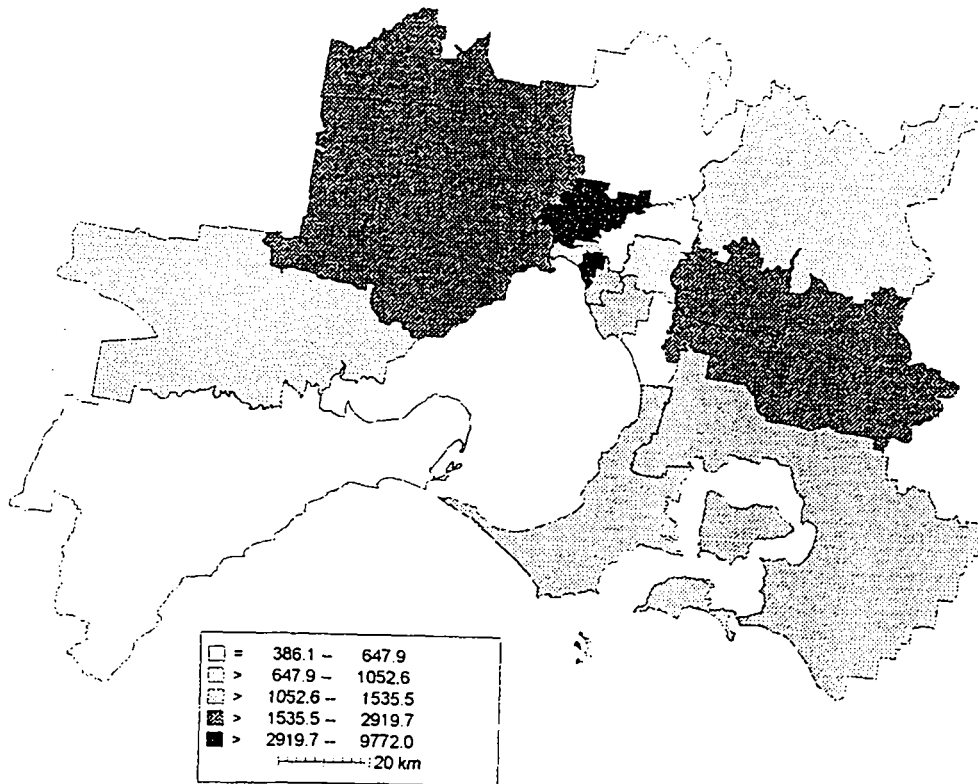 = 386.1 – 647.9
> 647.9 – 1052.6
> 1052.6 – 1535.5
> 1535.5 – 2919.7
> 2919.7 – 9772.0
20 km